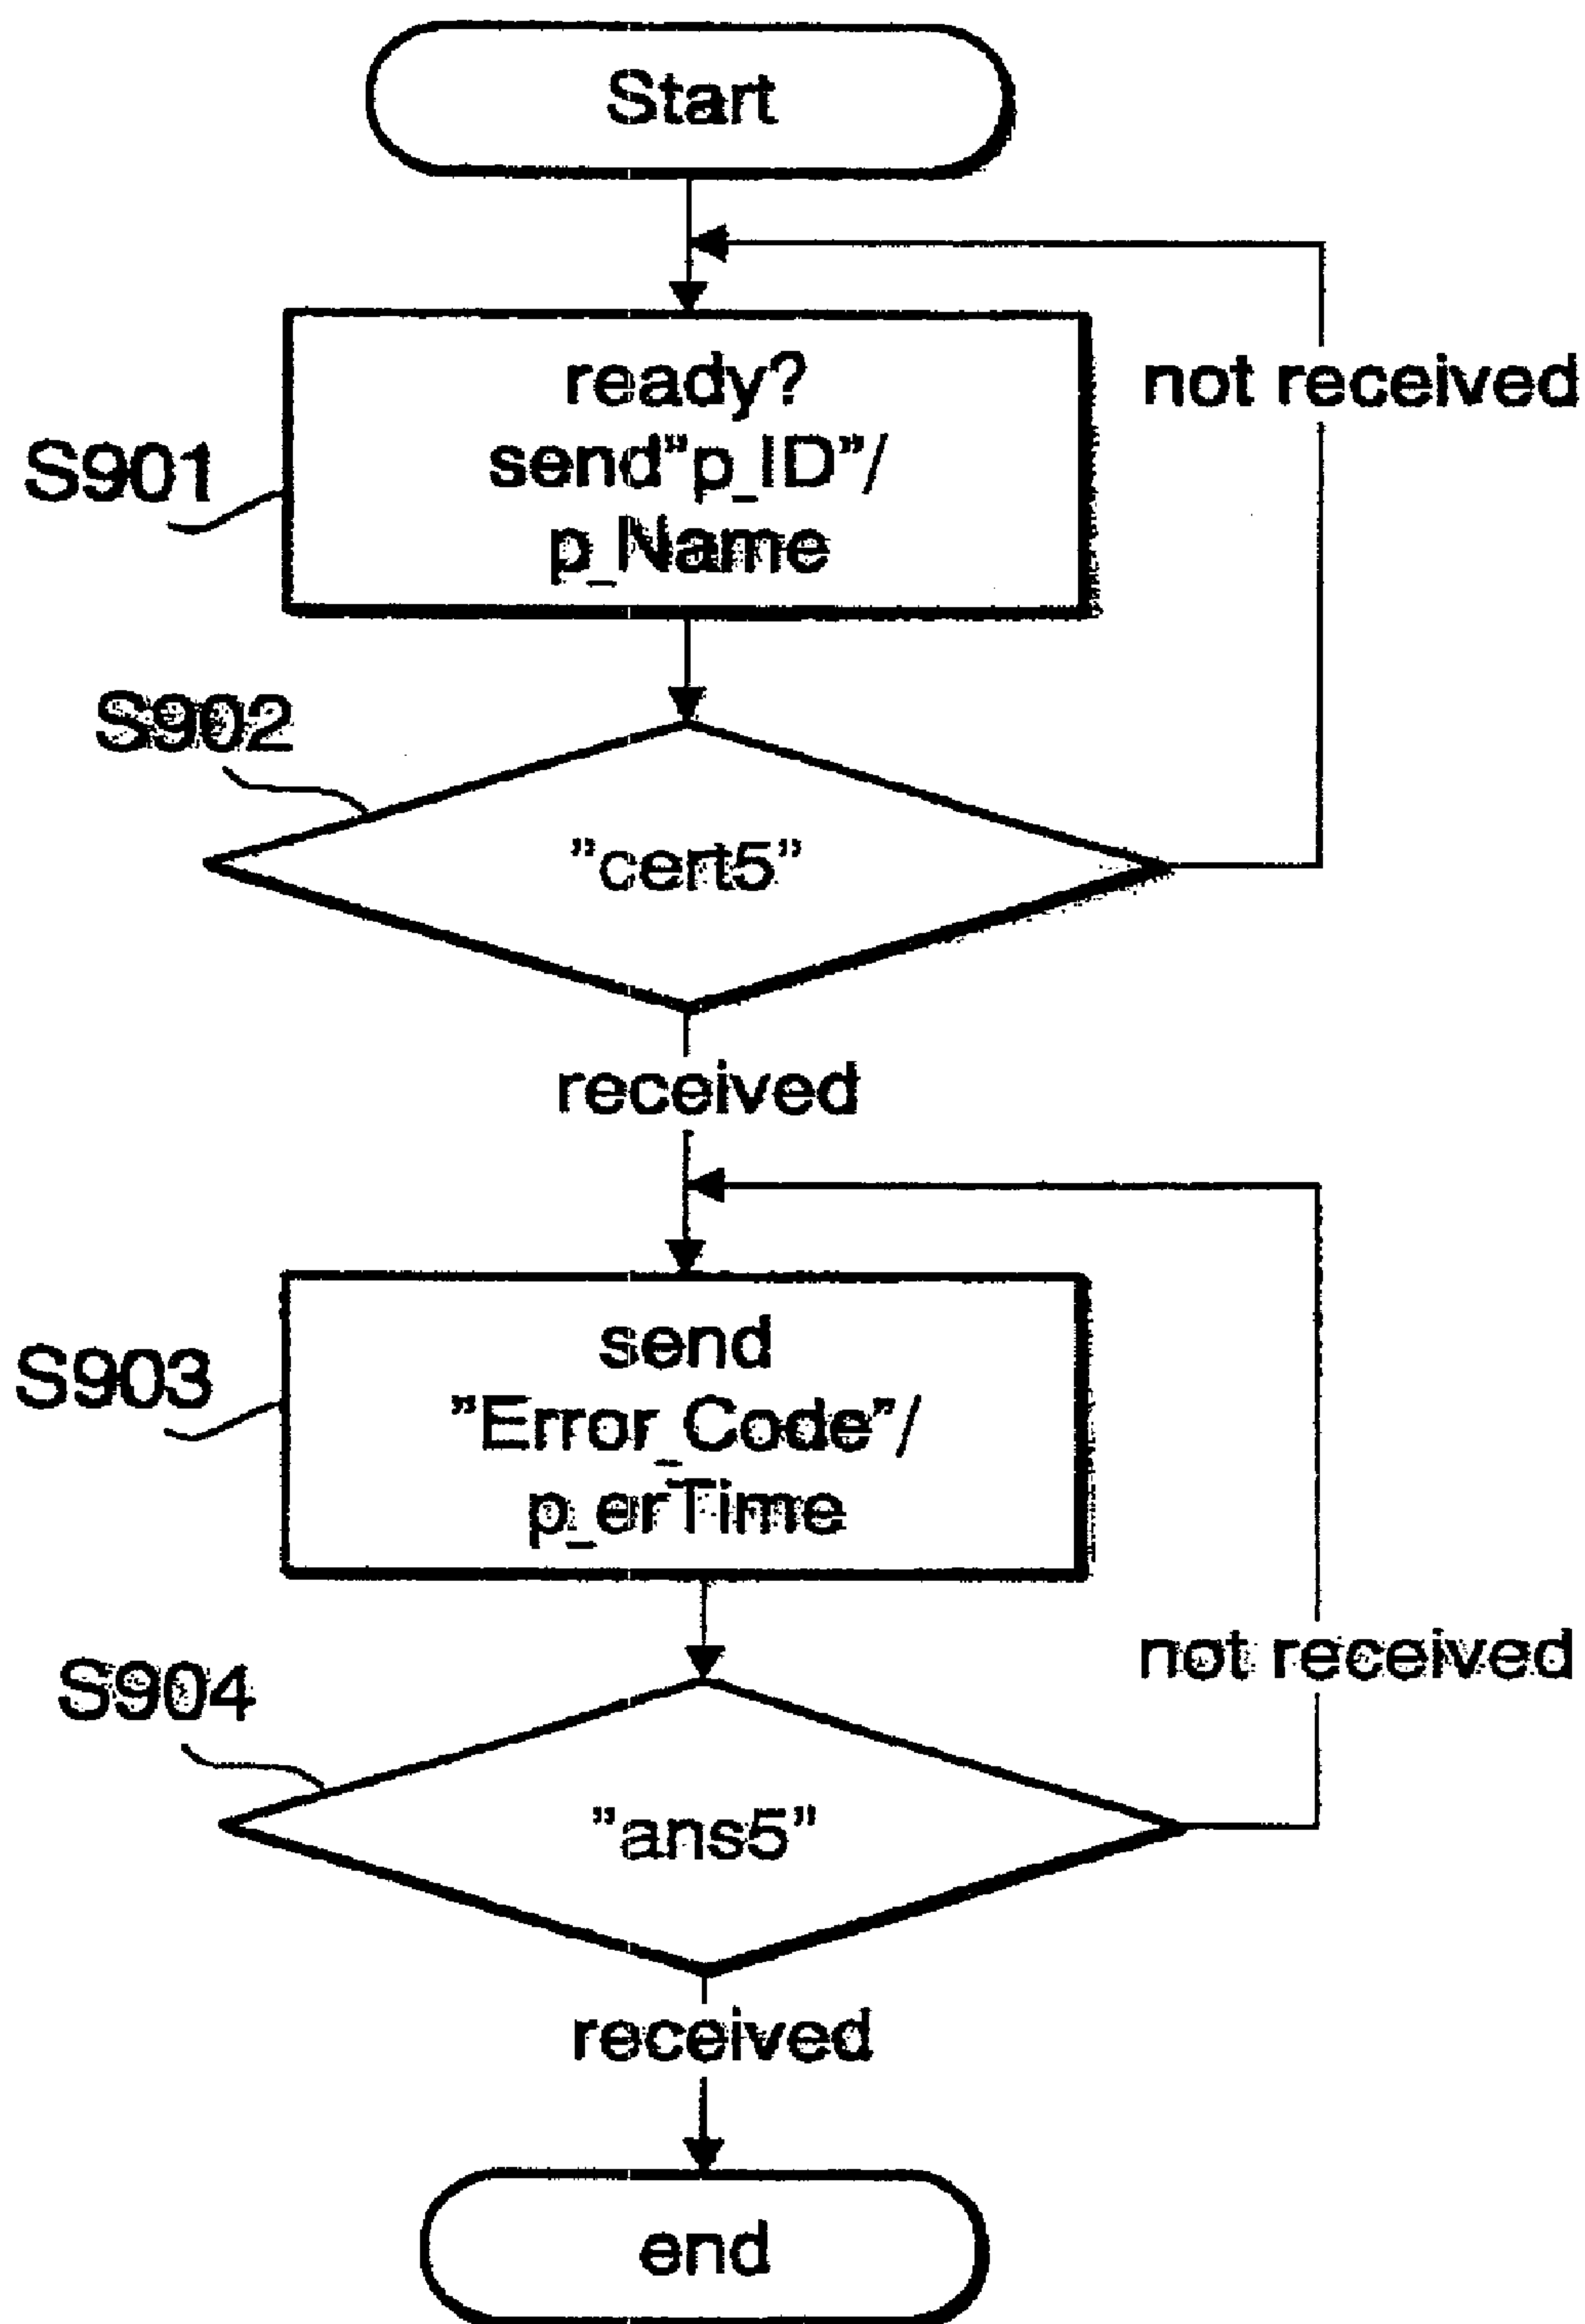 Start
ready?
send”p_ID”/
p_Name
S901
not received
S902
”cert5”
received
send
”Error_Code”/
p_erTime
S903
not received
S904
”ans5”
received
end